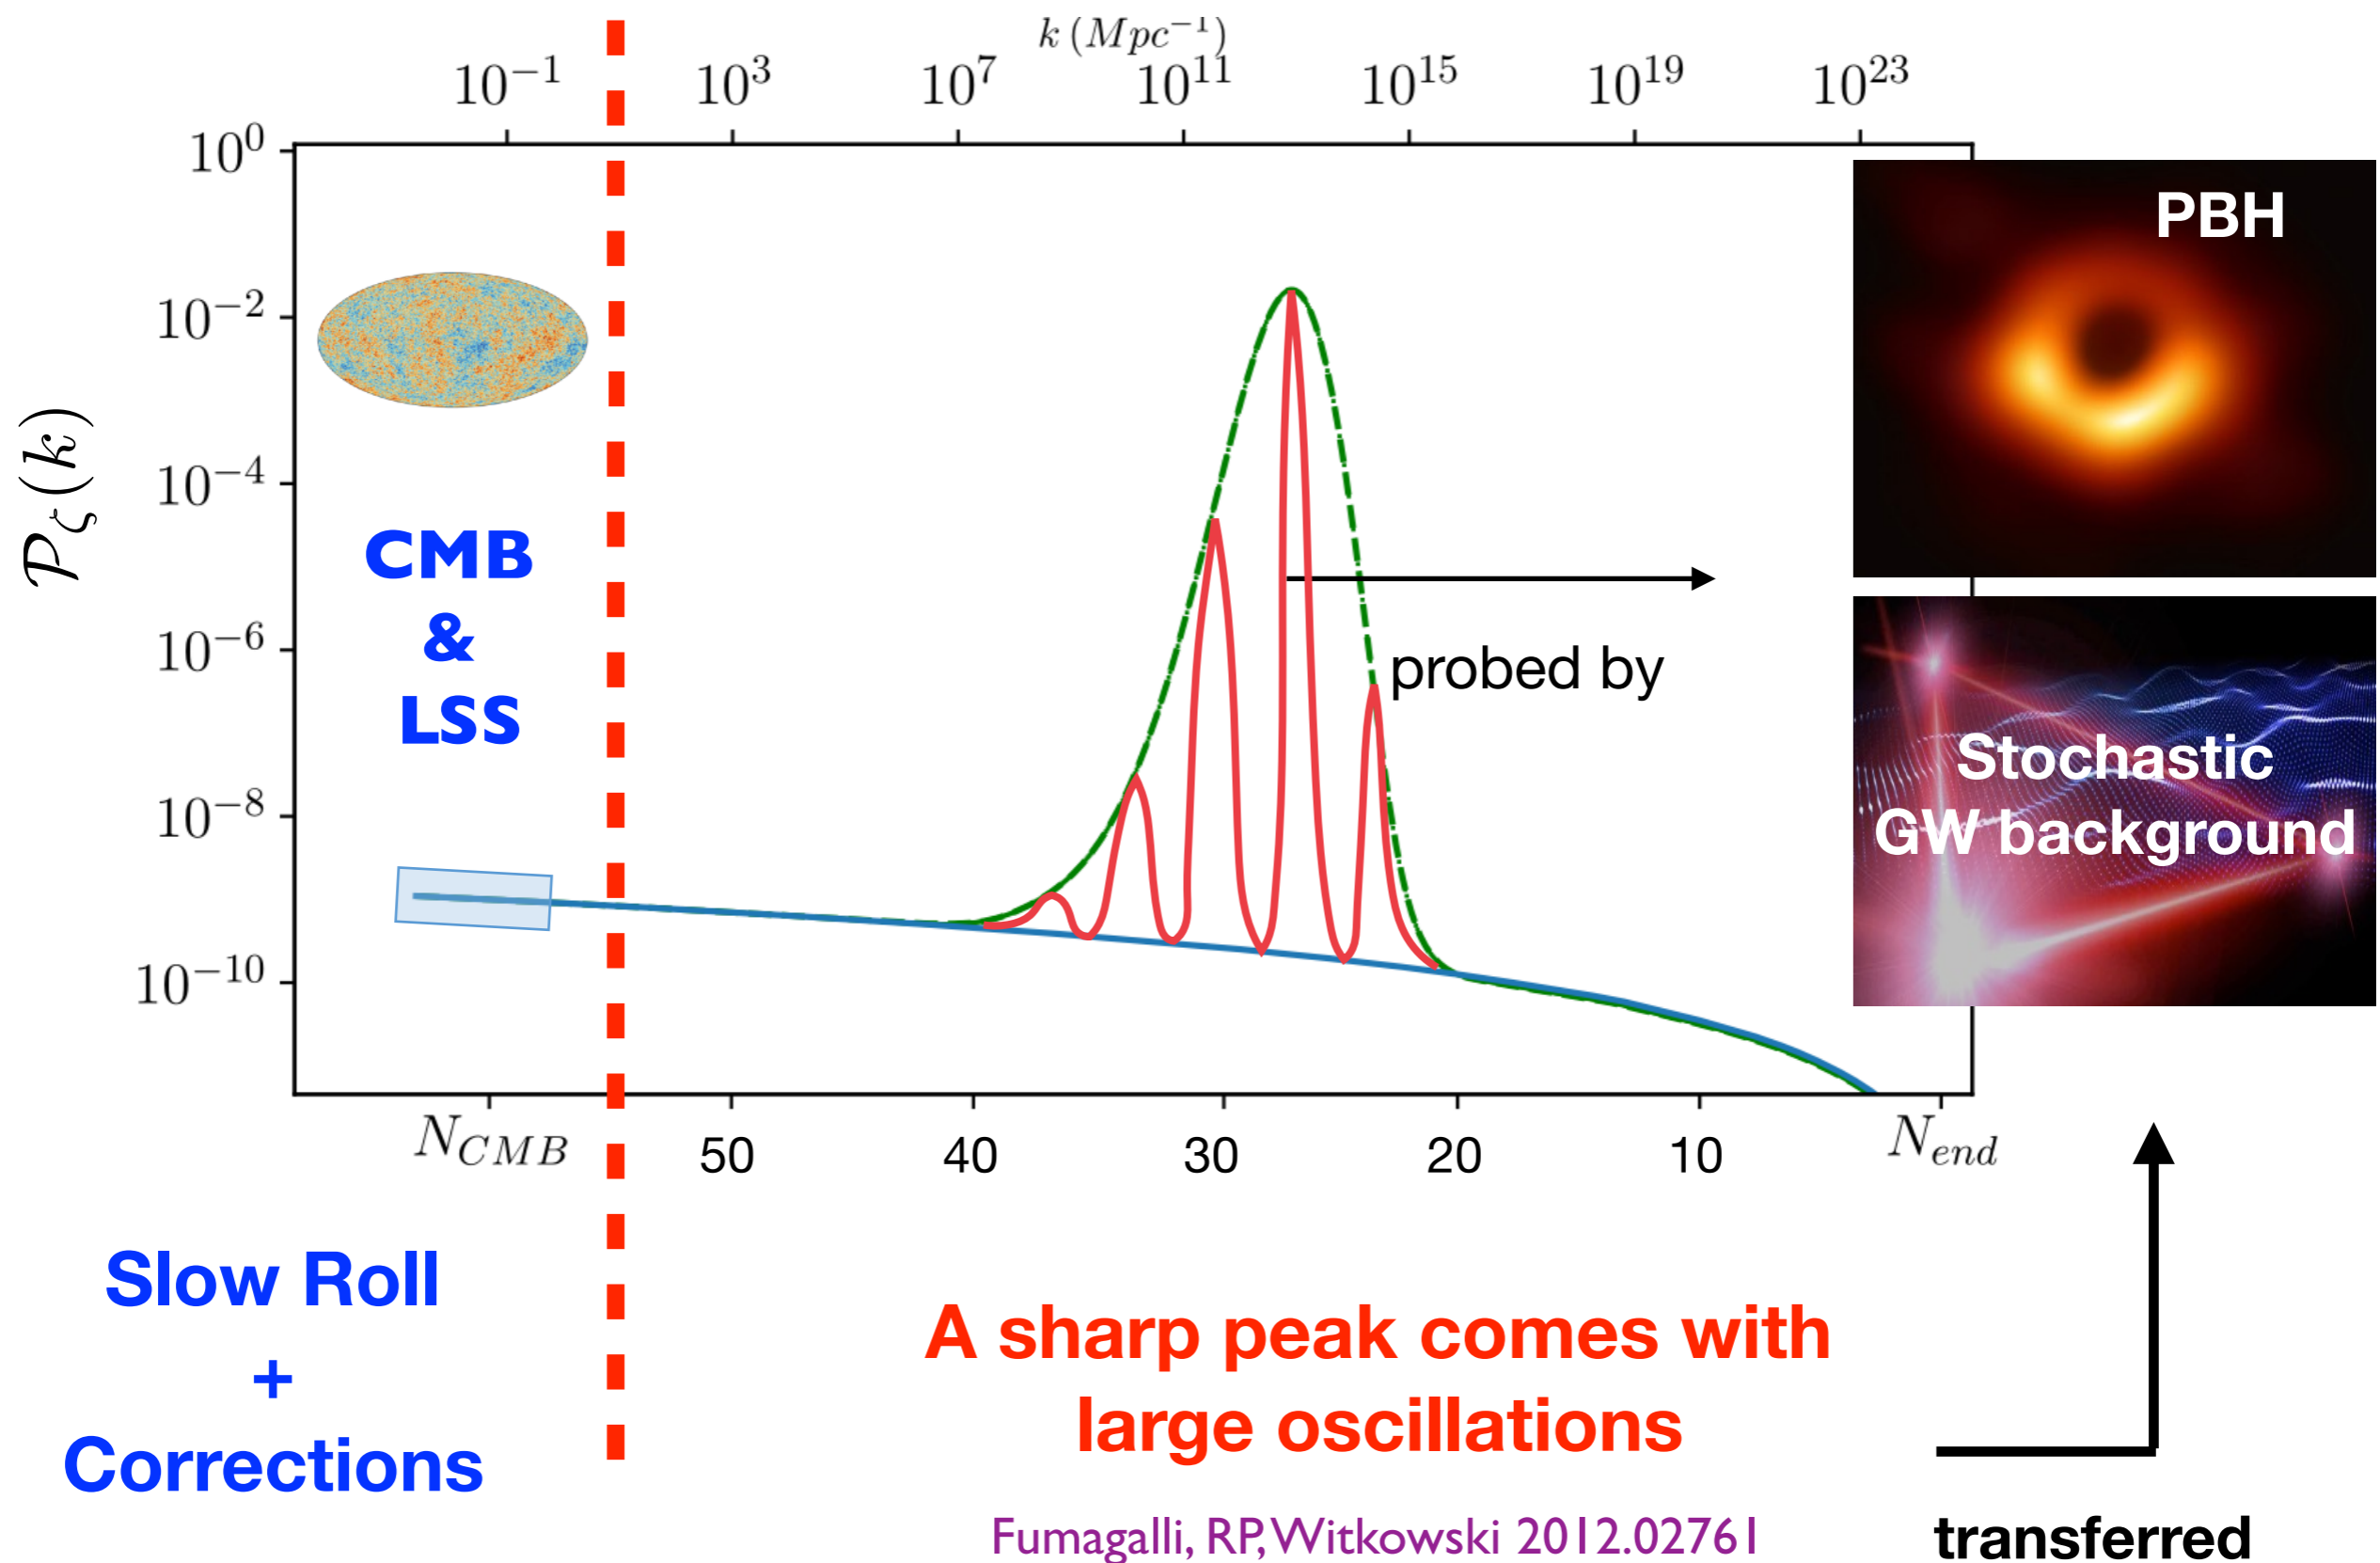 k (Mpc⁻¹)
10⁻¹ 10³ 10⁷ 10¹¹ 10¹⁵ 10¹⁹ 10²³
10⁰
10⁻²
10⁻⁴
10⁻⁶
10⁻⁸
10⁻¹⁰
𝒫_ζ(k)
CMB
&
LSS
probed by
PBH
Stochastic
GW background
N_CMB 50 40 30 20 10 N_end
Slow Roll
+
Corrections
A sharp peak comes with
large oscillations
Fumagalli, RP, Witkowski 2012.02761
transferred